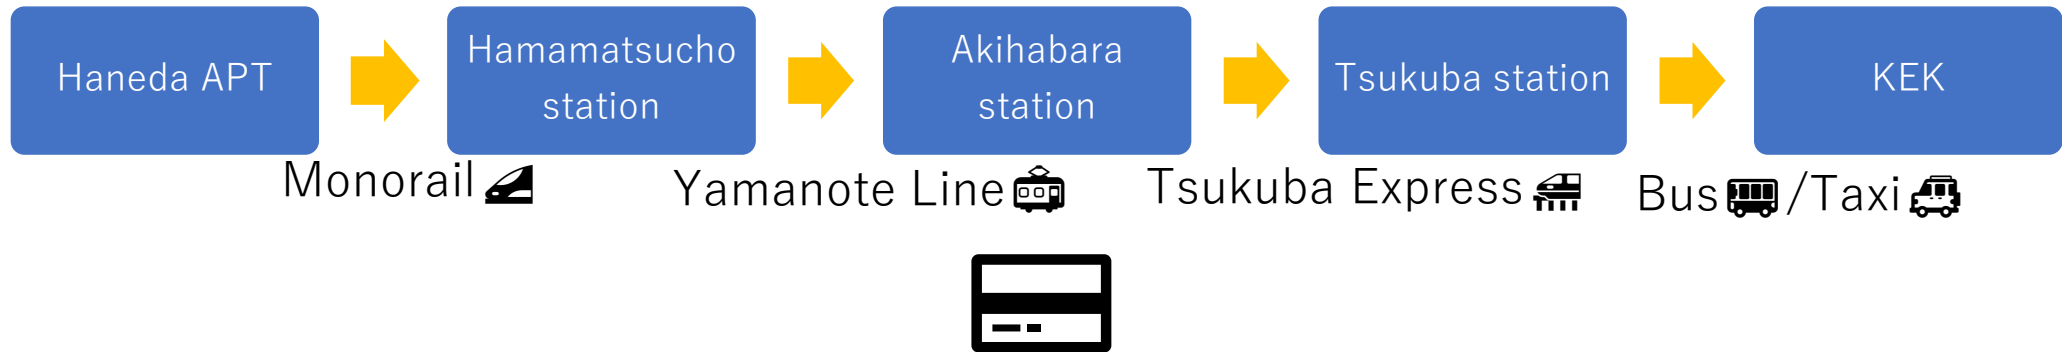 Haneda APT
Hamamatsucho
station
Akihabara
station
Tsukuba station
KEK
Monorail
Yamanote Line
Tsukuba Express
Bus/Taxi